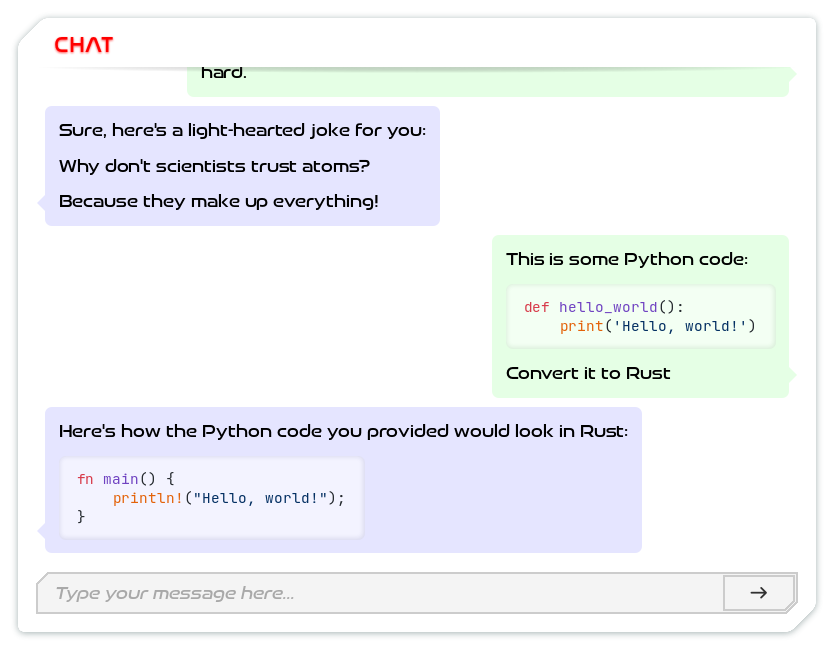 CHAT
hard.
Sure, here's a light-hearted joke for you:
Why don't scientists trust atoms?
Because they make up everything!
This is some Python code:
def hello_world():
    print('Hello, world!')
Convert it to Rust
Here's how the Python code you provided would look in Rust:
fn main() {
    println!("Hello, world!");
}
Type your message here...
→